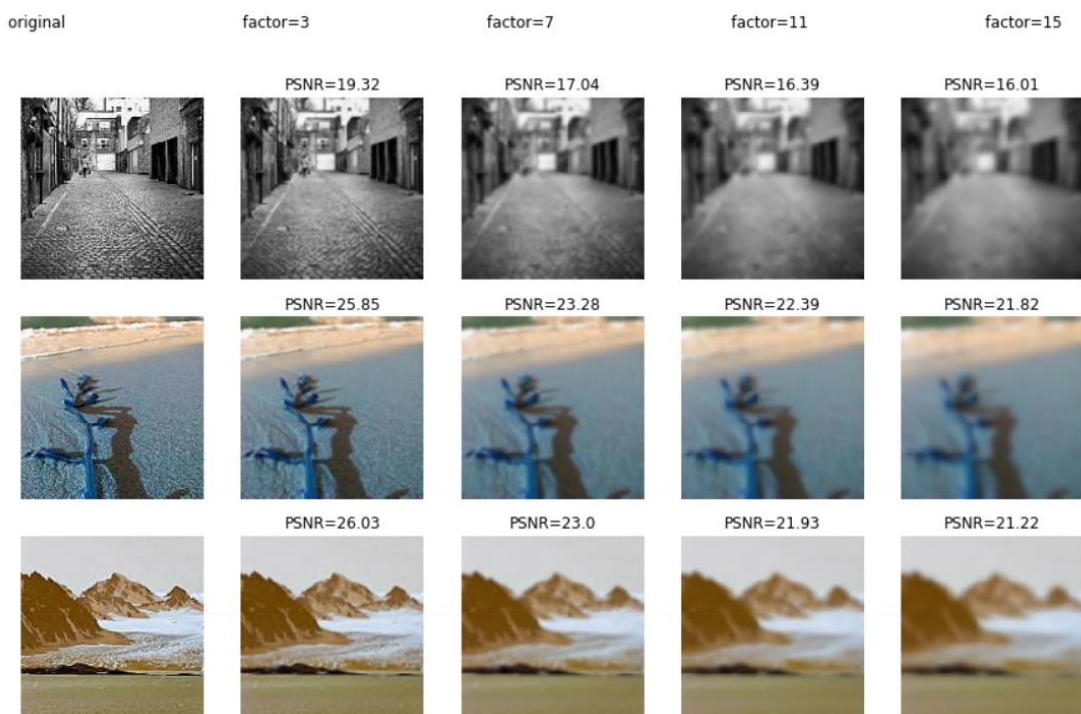 original factor=3 factor=7 factor=11 factor=15
PSNR=19.32 PSNR=17.04 PSNR=16.39 PSNR=16.01
PSNR=25.85 PSNR=23.28 PSNR=22.39 PSNR=21.82
PSNR=26.03 PSNR=23.0 PSNR=21.93 PSNR=21.22